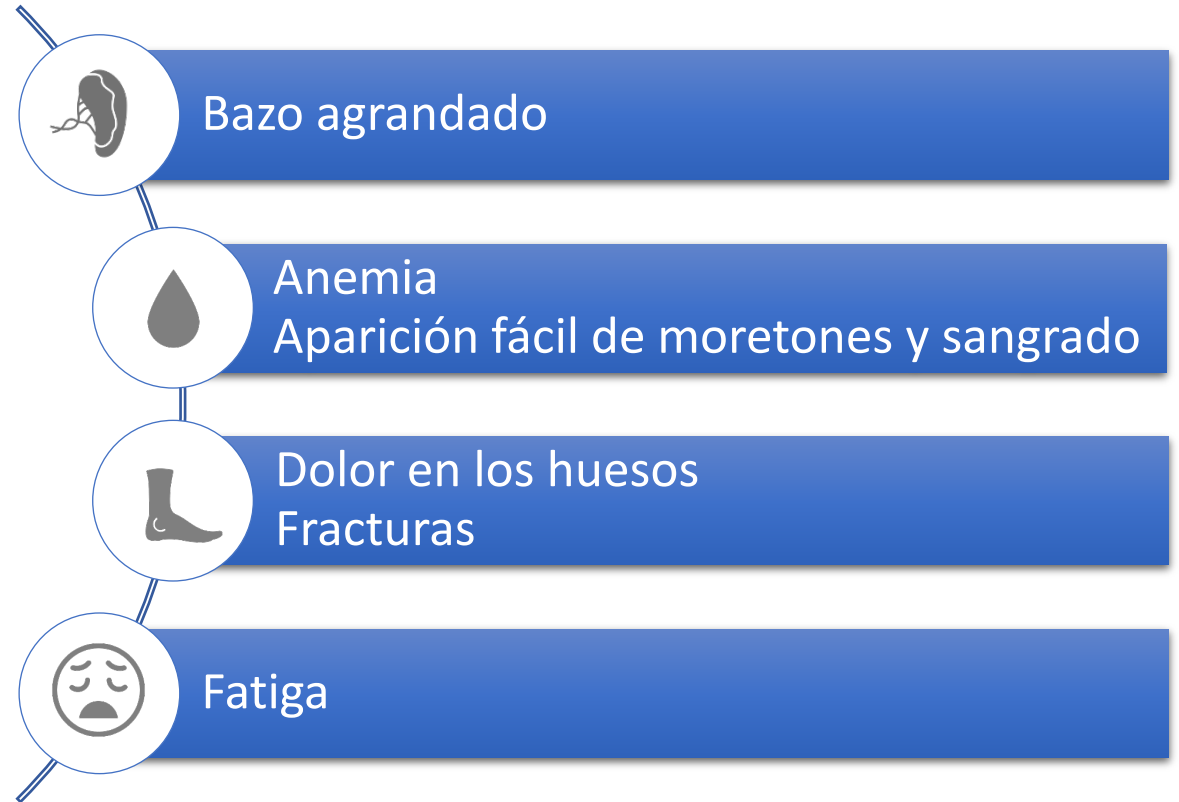 Bazo agrandado
Anemia
Aparición fácil de moretones y sangrado
Dolor en los huesos
Fracturas
Fatiga